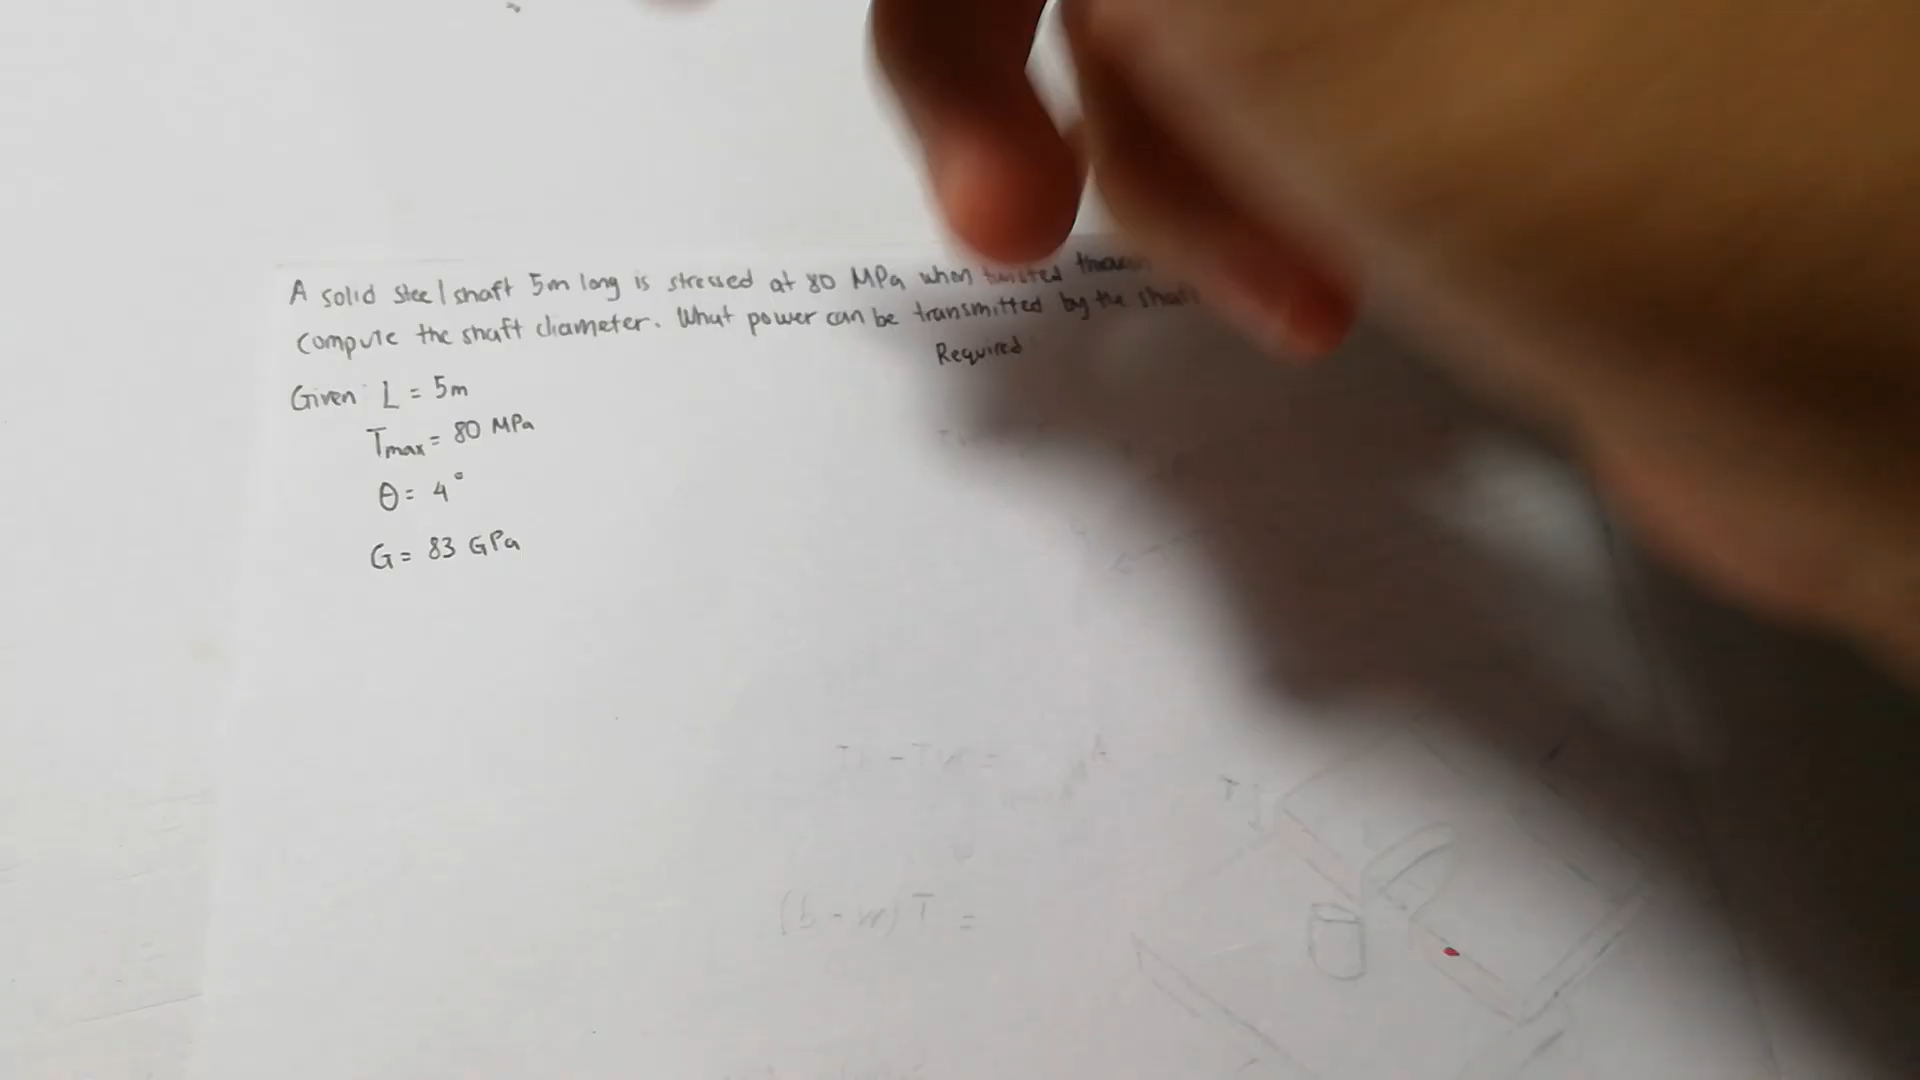 A solid steel shaft 5m long is stressed at 80 MPa when twisted
Compute the shaft diameter. What power can be transmitted by the shaft
Required
Given L = 5m
Tmax = 80 MPa
θ = 4°
G = 83 GPa
(b - w) T =
T